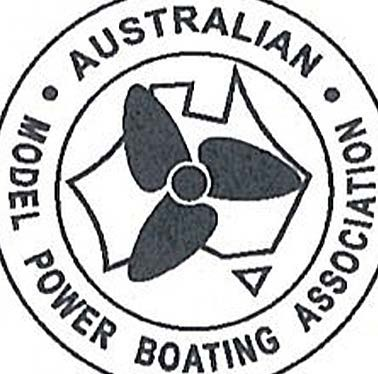 • AUSTRALIAN •
MODEL POWER BOATING ASSOCIATION